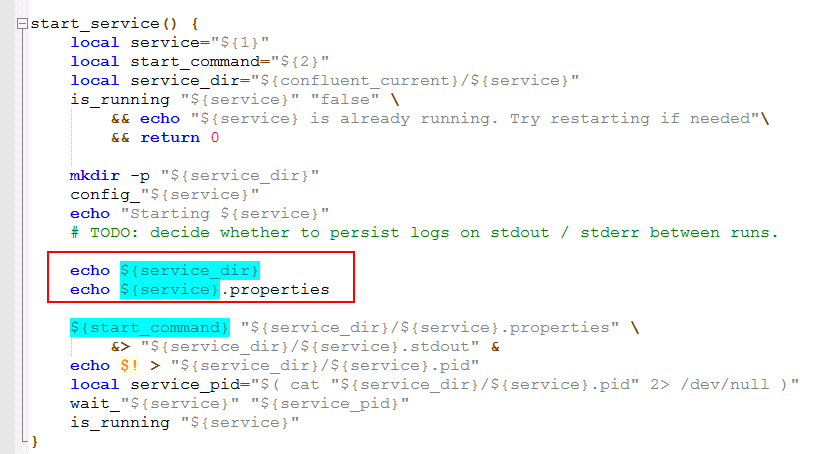 start_service() {
local service="${1}"
local start_command="${2}"
local service_dir="${confluent_current}/${service}"
is_running "${service}" "false" \
&& echo "${service} is already running. Try restarting if needed"\
&& return 0
mkdir -p "${service_dir}"
config_"${service}"
echo "Starting ${service}"
# TODO: decide whether to persist logs on stdout / stderr between runs.
echo ${service_dir}
echo ${service}.properties
${start_command} "${service_dir}/${service}.properties" \
&> "${service_dir}/${service}.stdout" &
echo $! > "${service_dir}/${service}.pid"
local service_pid="$( cat "${service_dir}/${service}.pid" 2> /dev/null )"
wait_"${service}" "${service_pid}"
is_running "${service}"
}